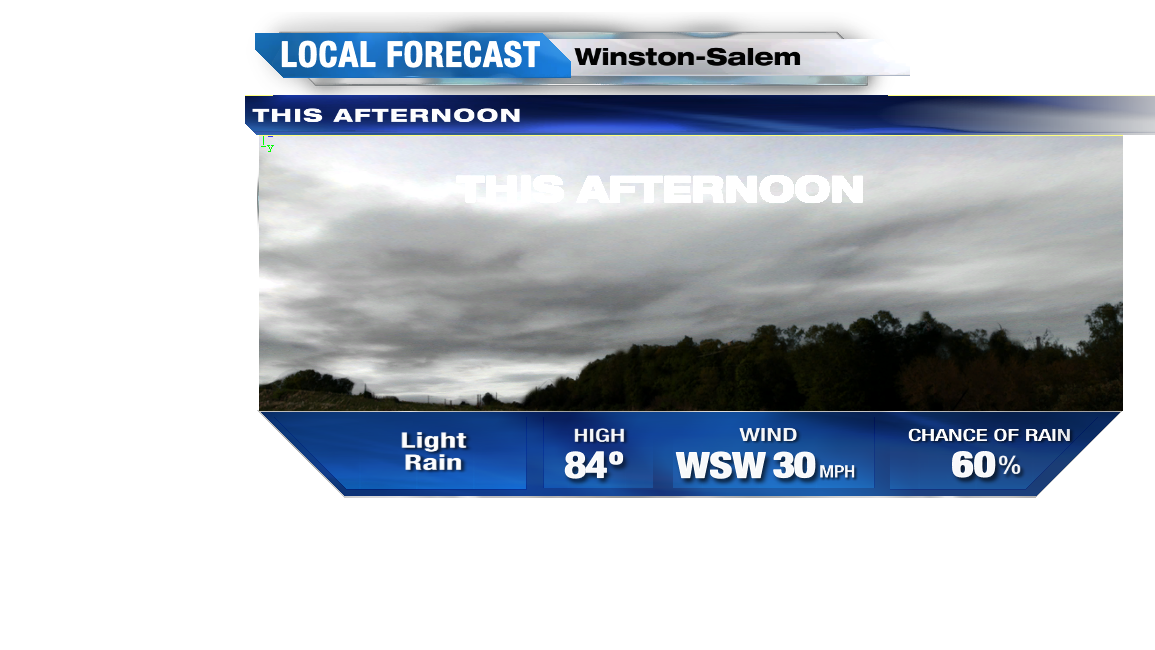 LOCAL FORECAST Winston-Salem
THIS AFTERNOON
y
THIS AFTERNOON
Light
Rain
HIGH
84º
WIND
WSW 30 MPH
CHANCE OF RAIN
60%